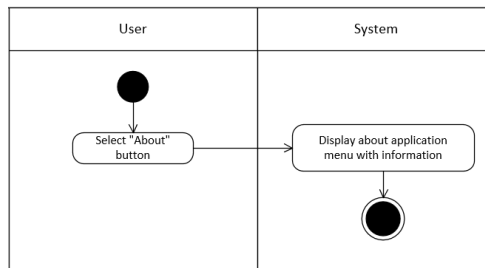 User
System
Select "About"
button
Display about application
menu with information